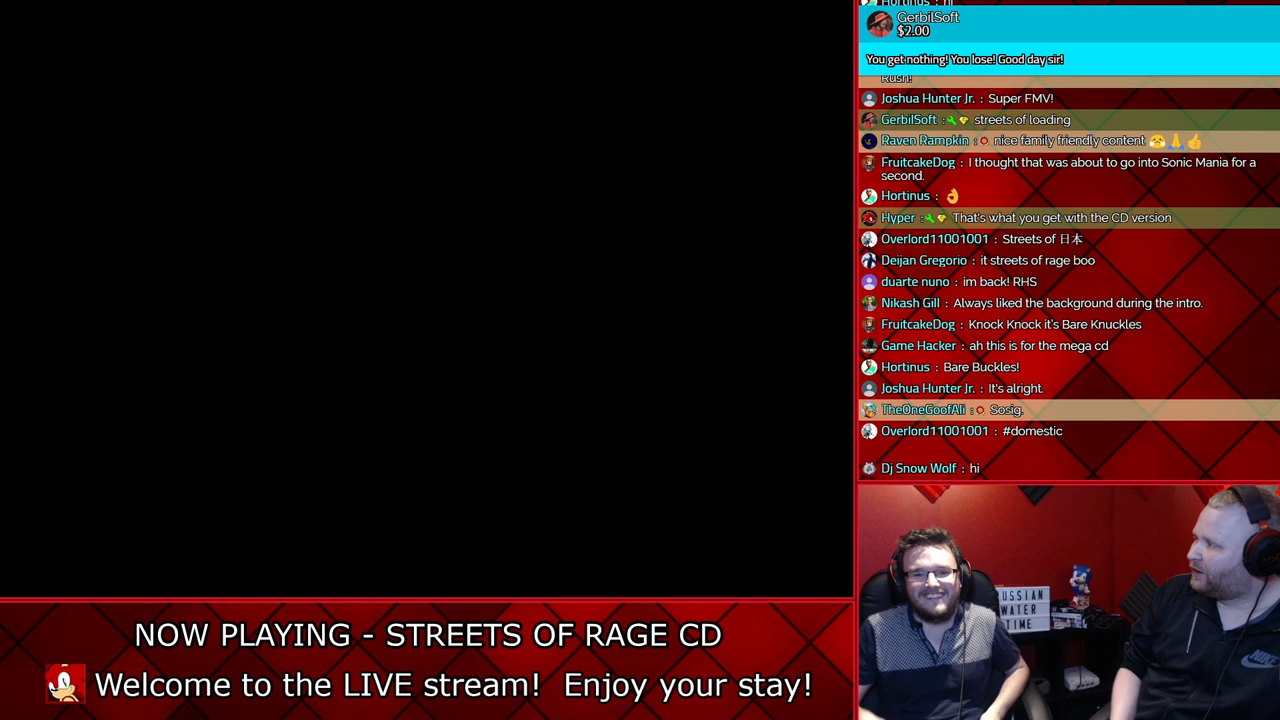 Hortinus : hi
GerbilSoft
$2.00
You get nothing! You lose! Good day sir!
Rush!
Joshua Hunter Jr. : Super FMV!
GerbilSoft : streets of loading
Raven Rampkin : nice family friendly content 😤🙏👍
FruitcakeDog : I thought that was about to go into Sonic Mania for a
second.
Hortinus : 👌
Hyper : That's what you get with the CD version
Overlord11001001 : Streets of 日本
Deijan Gregorio : it streets of rage boo
duarte nuno : im back! RHS
Nikash Gill : Always liked the background during the intro.
FruitcakeDog : Knock Knock it's Bare Knuckles
Game Hacker : ah this is for the mega cd
Hortinus : Bare Buckles!
Joshua Hunter Jr. : It's alright.
TheOneGoofAli : Sosig.
Overlord11001001 : #domestic
Dj Snow Wolf : hi
USSIAN
WATER
TIME
NOW PLAYING - STREETS OF RAGE CD
Welcome to the LIVE stream! Enjoy your stay!